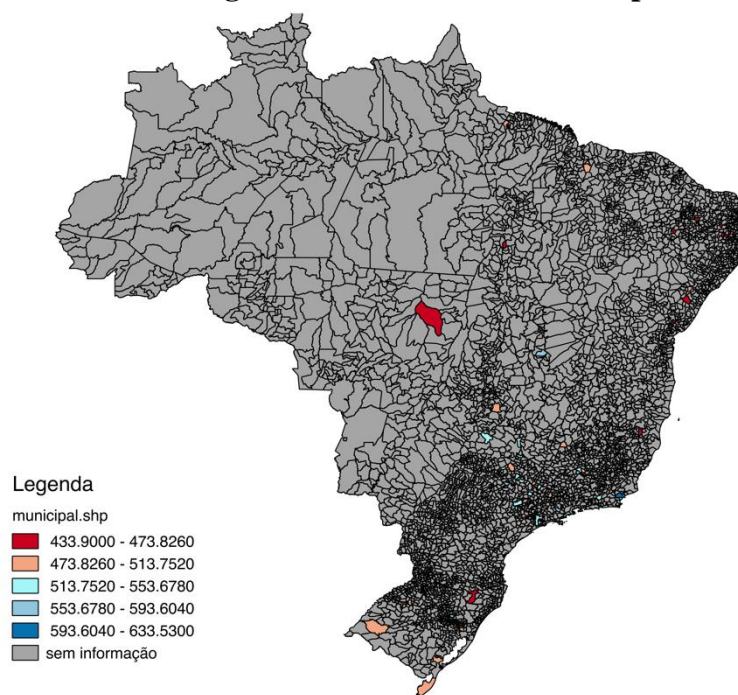 Legenda
municipal.shp
433.9000 - 473.8260
473.8260 - 513.7520
513.7520 - 553.6780
553.6780 - 593.6040
593.6040 - 633.5300
sem informação